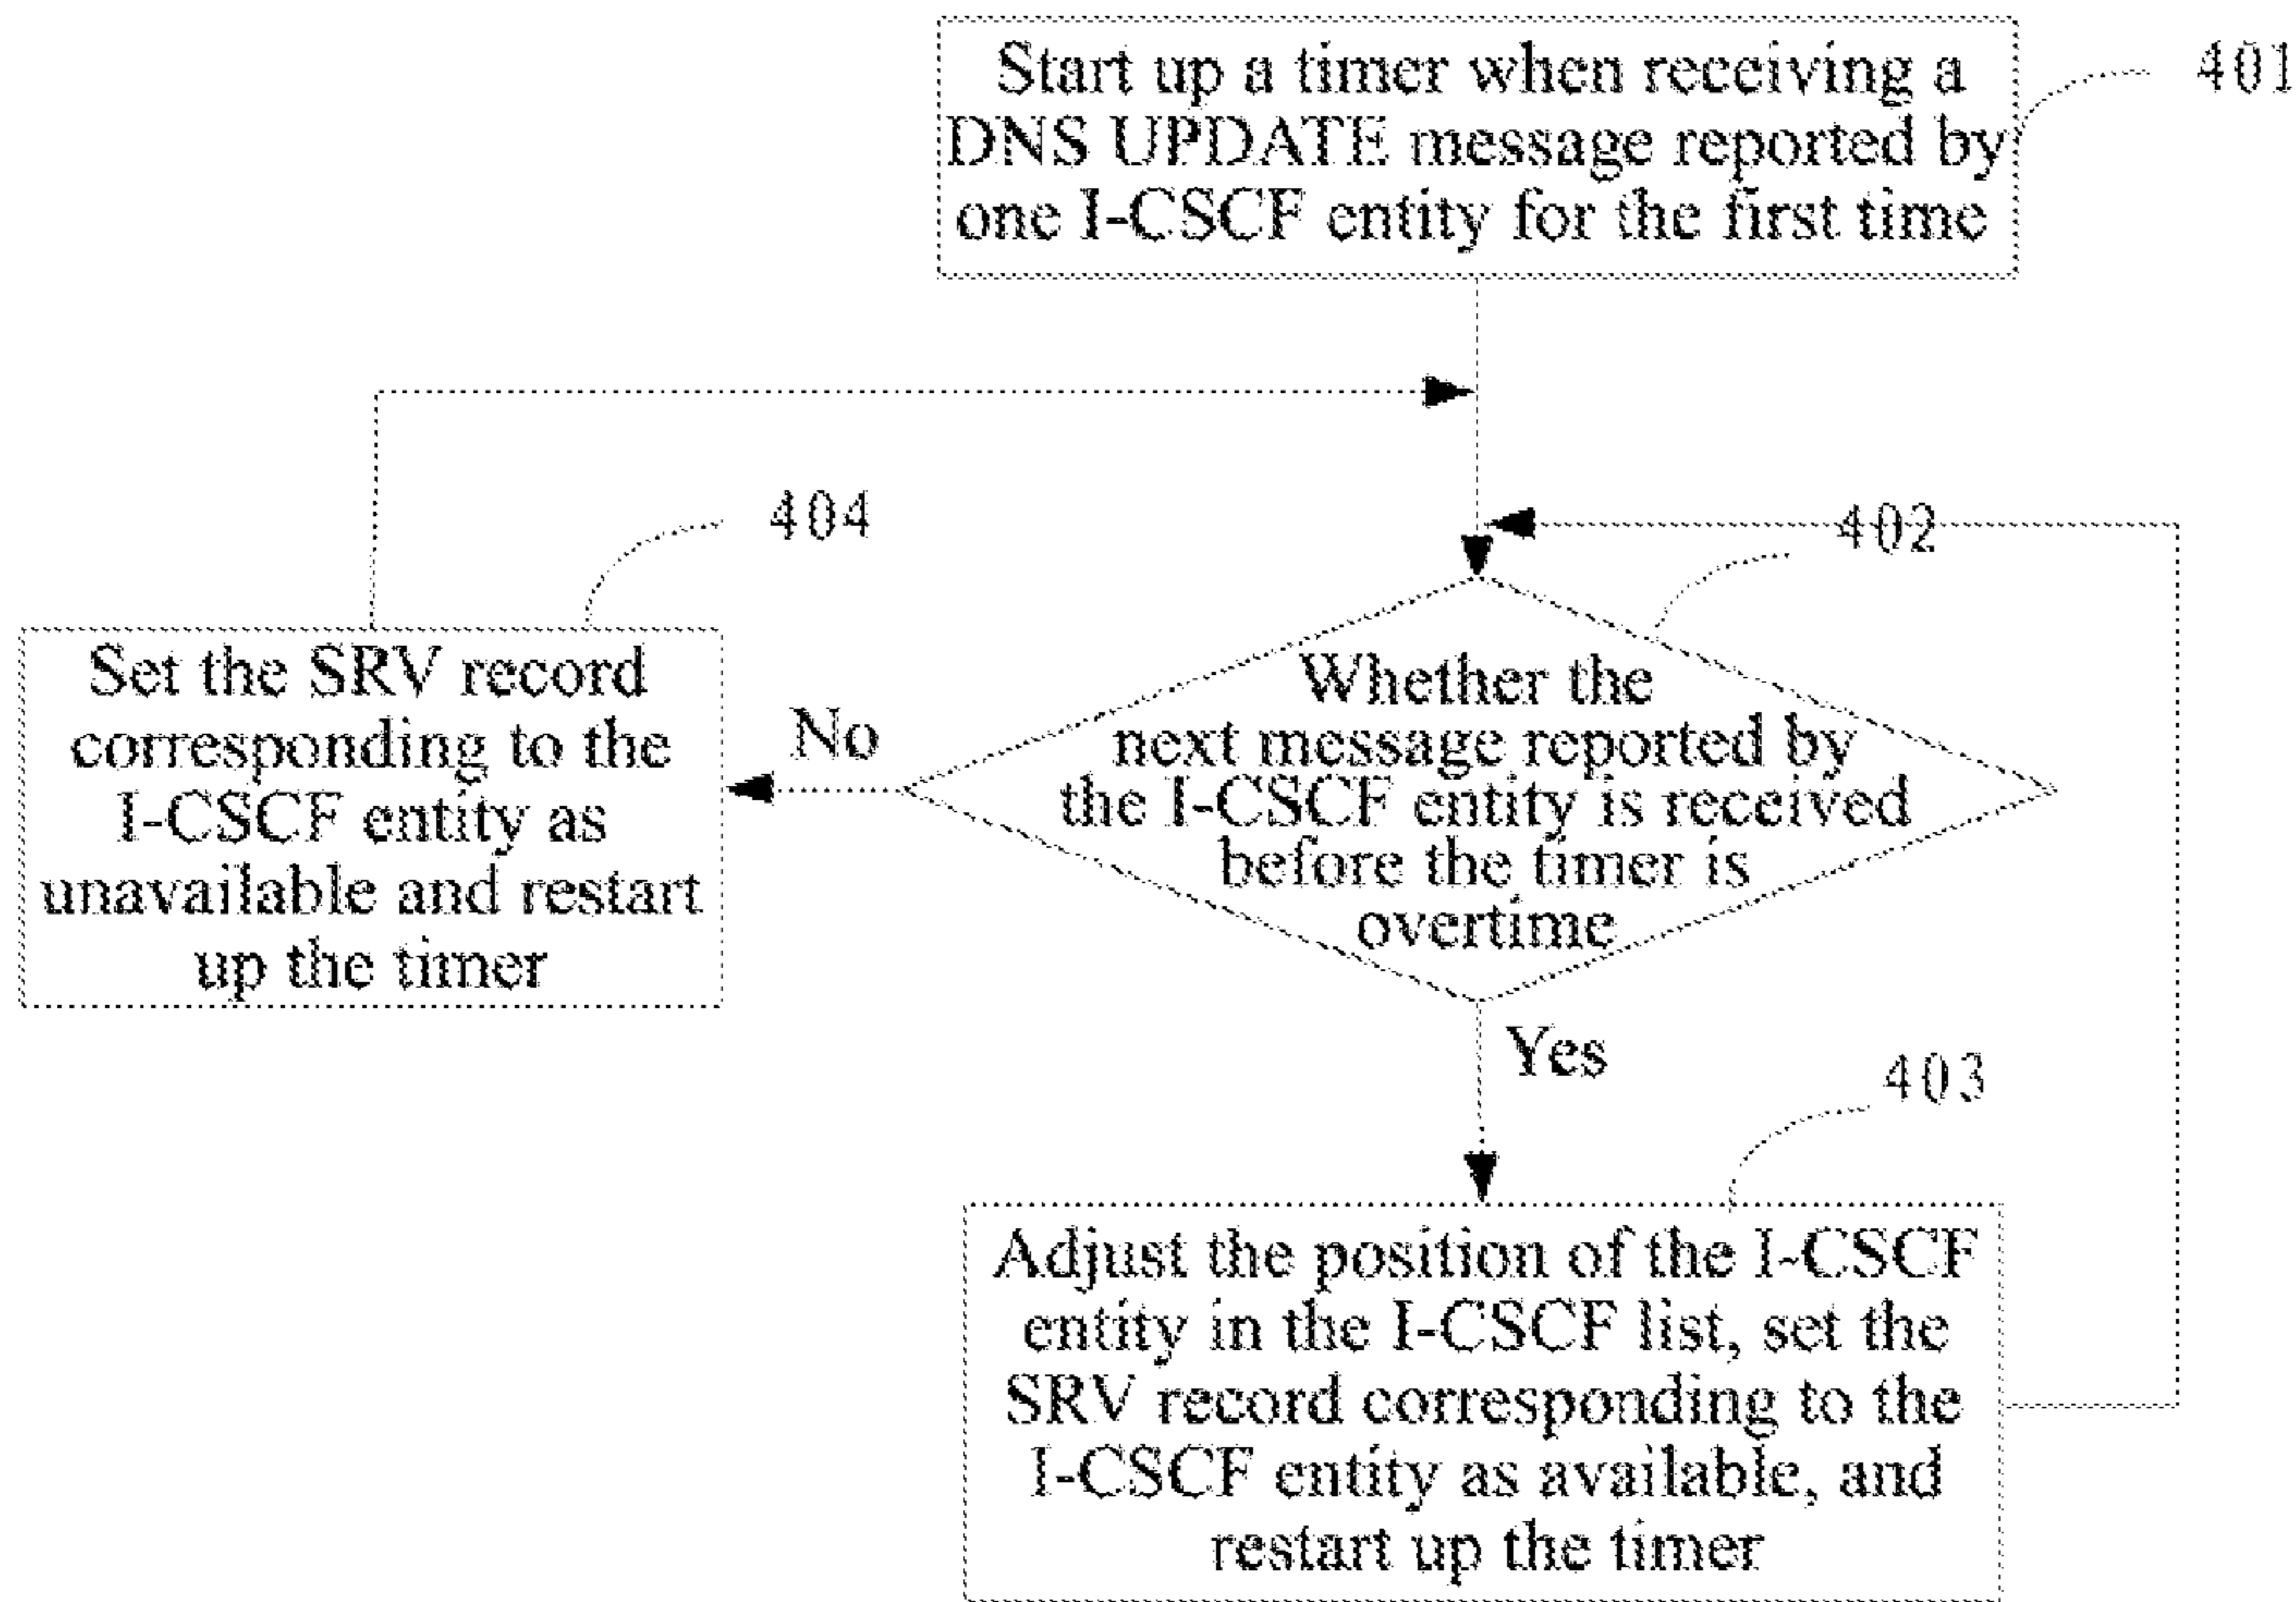 Start up a timer when receiving a
DNS UPDATE message reported by
one I-CSCF entity for the first time
401
404
402
Set the SRV record
corresponding to the
I-CSCF entity as
unavailable and restart
up the timer
No
Whether the
next message reported by
the I-CSCF entity is received
before the timer is
overtime
Yes
403
Adjust the position of the I-CSCF
entity in the I-CSCF list, set the
SRV record corresponding to the
I-CSCF entity as available, and
restart up the timer